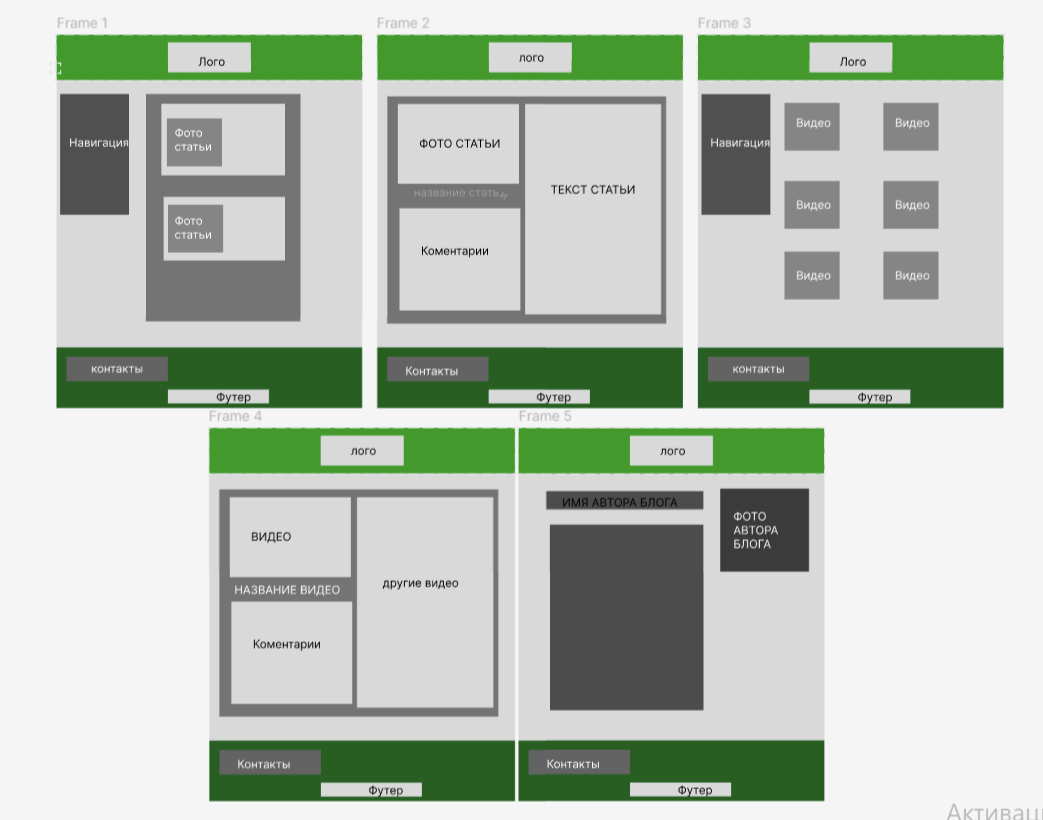 Frame 1
Лого
Навигация
Фото
статьи
Фото
статьи
контакты
Футер
Frame 2
лого
ФОТО СТАТЬИ
название статьи
Коментарии
ТЕКСТ СТАТЬИ
Контакты
Футер
Frame 3
Лого
Навигация
Видео
Видео
Видео
Видео
Видео
Видео
контакты
Футер
Frame 4
лого
ВИДЕО
НАЗВАНИЕ ВИДЕО
Коментарии
другие видео
Контакты
Футер
Frame 5
лого
ИМЯ АВТОРА БЛОГА
ФОТО
АВТОРА
БЛОГА
Контакты
Футер